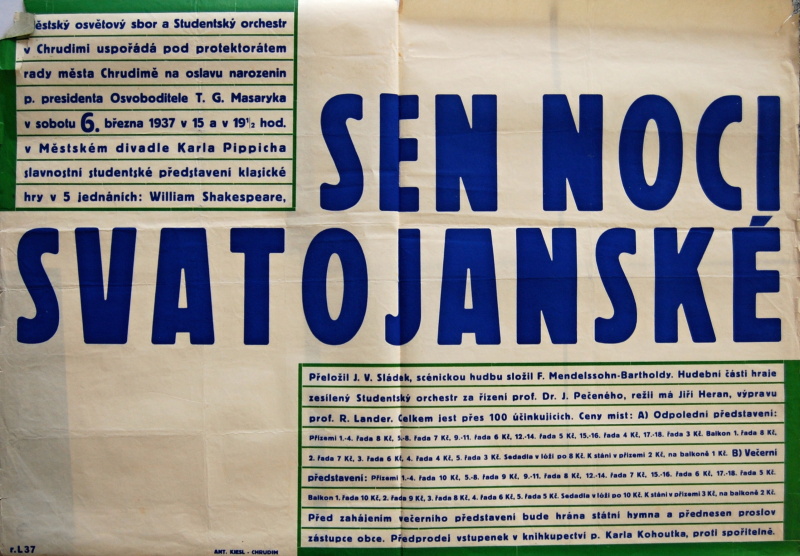 Městský osvětový sbor a Studentský orchestr
v Chrudimi uspořádá pod protektorátem
rady města Chrudimě na oslavu narozenin
p. presidenta Osvoboditele T. G. Masaryka
v sobotu 6. března 1937 v 15 a v 19½ hod.
v Městském divadle Karla Pippicha
slavnostní studentské představení klasické
hry v 5 jednáních: William Shakespeare,
SEN NOCI
SVATOJANSKÉ
Přeložil J. V. Sládek, scénickou hudbu složil F. Mendelssohn-Bartholdy. Hudební části hraje
zesílený Studentský orchestr za řízení prof. Dr. J. Pečeného, režii má Jiří Heran, výpravu
prof. R. Lander. Celkem jest přes 100 účinkujících. Ceny míst: A) Odpolední představení:
Přízemí 1.-4. řada 8 Kč, 5.-8. řada 7 Kč, 9.-11. řada 6 Kč, 12.-14. řada 5 Kč, 15.-16. řada 4 Kč, 17.-18. řada 3 Kč. Balkon 1. řada 8 Kč,
2. řada 7 Kč, 3. řada 6 Kč, 4. řada 4 Kč, 5. řada 3 Kč. Sedadla v lóži po 8 Kč. K stání v přízemí 2 Kč, na balkoně 1 Kč. B) Večerní
představení: Přízemí 1.-4. řada 10 Kč, 5.-8. řada 9 Kč, 9.-11. řada 8 Kč, 12.-14. řada 7 Kč, 15.-16. řada 6 Kč, 17.-18. řada 5 Kč.
Balkon 1. řada 10 Kč, 2. řada 9 Kč, 3. řada 8 Kč, 4. řada 6 Kč, 5. řada 5 Kč. Sedadla v lóži po 10 Kč. K stání v přízemí 3 Kč, na balkoně 2 Kč.
Před zahájením večerního představení bude hrána státní hymna a přednesen proslov
zástupce obce. Předprodej vstupenek v knihkupectví p. Karla Kohoutka, proti spořitelně.
r. L 37
ANT. KIESL - CHRUDIM